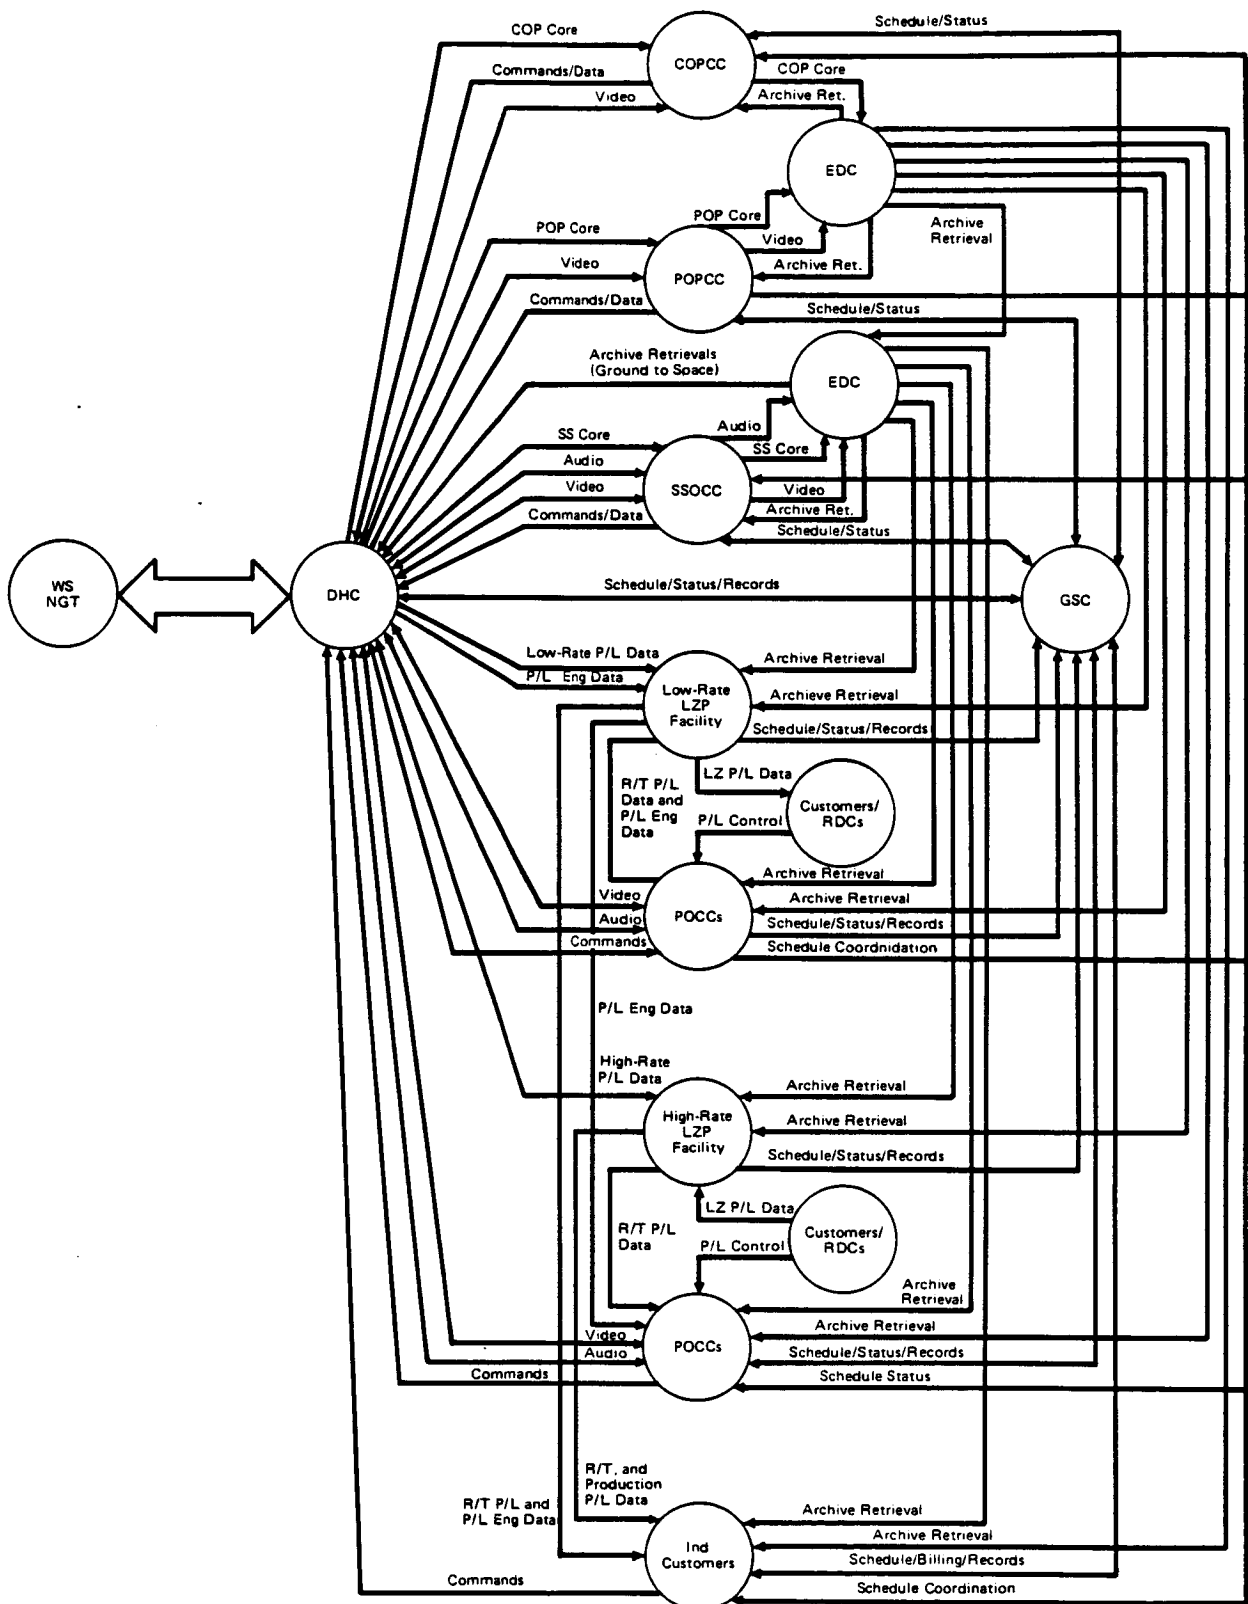 COP Core
Schedule/Status
COPCC
Commands/Data
COP Core
Video
Archive Ret.
EDC
POP Core
Archive
Retrieval
POP Core
Video
Video
Archive Ret.
POPCC
Commands/Data
Schedule/Status
Archive Retrievals
(Ground to Space)
EDC
Audio
SS Core
SS Core
Audio
Video
SSOCC
Video
Commands/Data
Archive Ret.
Schedule/Status
WS
NGT
DHC
Schedule/Status/Records
GSC
Low-Rate P/L Data
Archive Retrieval
P/L Eng Data
Low-Rate
LZP
Facility
Archieve Retrieval
Schedule/Status/Records
LZ P/L Data
R/T P/L
Data and
P/L Eng
Data
Customers/
RDCs
P/L Control
Archive Retrieval
Video
Archive Retrieval
Audio
POCCs
Schedule/Status/Records
Commands
Schedule Coordnidation
P/L Eng Data
High-Rate
P/L Data
Archive Retrieval
High-Rate
LZP
Facility
Archive Retrieval
Schedule/Status/Records
LZ P/L Data
R/T P/L
Data
Customers/
RDCs
P/L Control
Archive
Retrieval
Archive Retrieval
Video
Audio
POCCs
Schedule/Status/Records
Commands
Schedule Status
R/T, and
Production
P/L Data
R/T P/L and
P/L Eng Data
Archive Retrieval
Archive Retrieval
Ind
Customers
Schedule/Billing/Records
Commands
Schedule Coordination